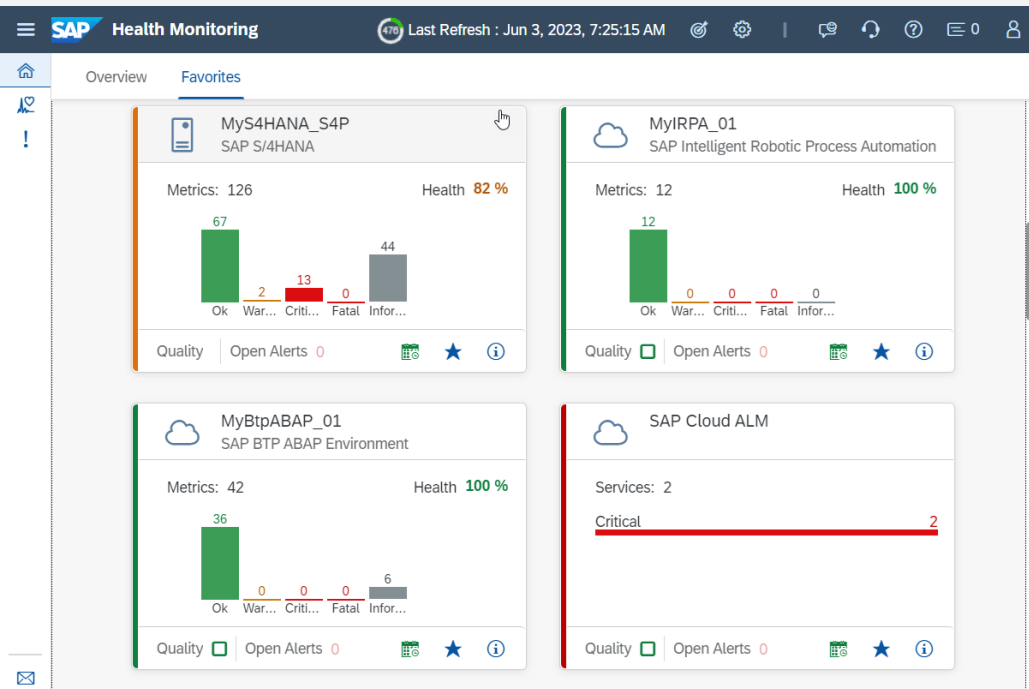 SAP Health Monitoring 476 Last Refresh : Jun 3, 2023, 7:25:15 AM 0
Overview Favorites
MyS4HANA_S4P
SAP S/4HANA
Metrics: 126 Health 82 %
67
2
13
0
44
Ok War... Criti... Fatal Infor...
Quality Open Alerts 0
MyIRPA_01
SAP Intelligent Robotic Process Automation
Metrics: 12 Health 100 %
12
0
0
0
0
Ok War... Criti... Fatal Infor...
Quality Open Alerts 0
MyBtpABAP_01
SAP BTP ABAP Environment
Metrics: 42 Health 100 %
36
0
0
0
6
Ok War... Criti... Fatal Infor...
Quality Open Alerts 0
SAP Cloud ALM
Services: 2
Critical 2
Quality Open Alerts 0